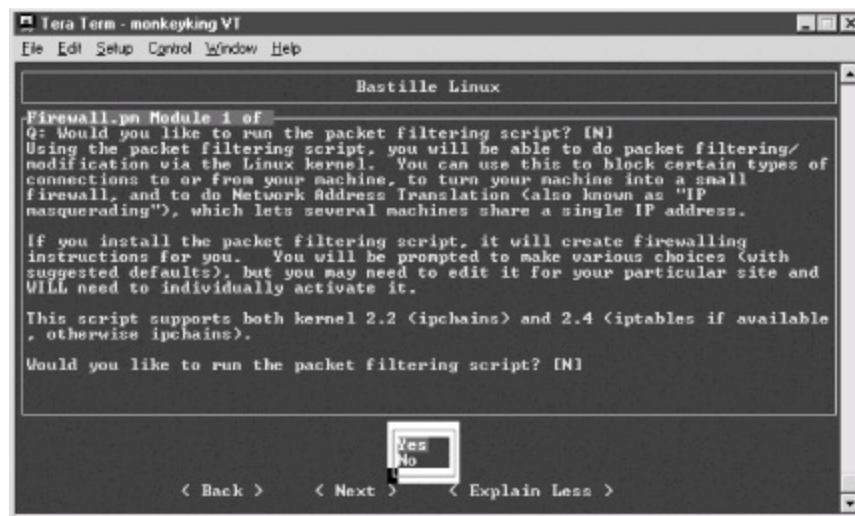 Tera Term - monkeyking VT
File Edit Setup Control Window Help
Bastille Linux
Firewall.pm Module 1 of
Q: Would you like to run the packet filtering script? [N]
Using the packet filtering script, you will be able to do packet filtering/
modification via the Linux kernel. You can use this to block certain types of
connections to or from your machine, to turn your machine into a small
firewall, and to do Network Address Translation (also known as "IP
masquerading"), which lets several machines share a single IP address.
If you install the packet filtering script, it will create firewalling
instructions for you. You will be prompted to make various choices (with
suggested defaults), but you may need to edit it for your particular site and
WILL need to individually activate it.
This script supports both kernel 2.2 (ipchains) and 2.4 (iptables if available
, otherwise ipchains).
Would you like to run the packet filtering script? [N]
Yes
No
< Back > < Next > < Explain Less >